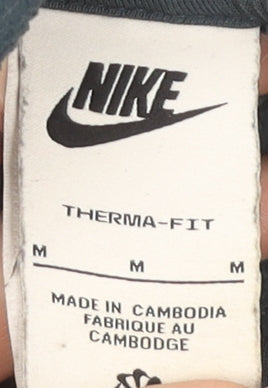 NIKE
THERMA-FIT
M M M
MADE IN CAMBODIA
FABRIQUE AU
CAMBODGE